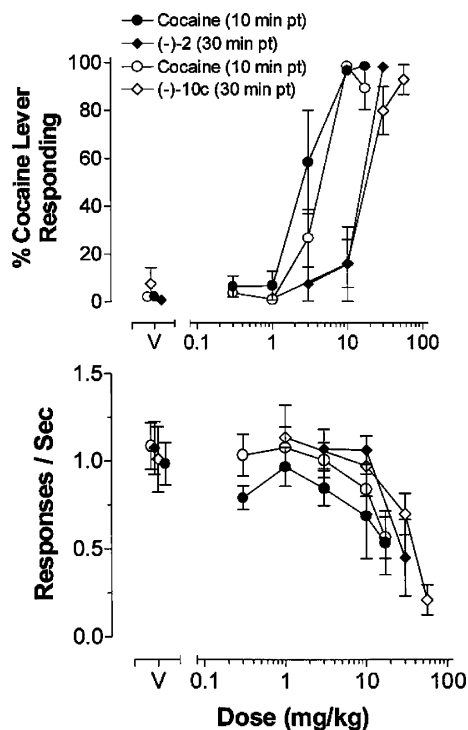 Cocaine (10 min pt)
(-)-2 (30 min pt)
Cocaine (10 min pt)
(-)-10c (30 min pt)
% Cocaine Lever
Responding
100
80
60
40
20
0
V
0.1
1
10
100
Responses / Sec
1.5
1.0
0.5
0.0
V
0.1
1
10
100
Dose (mg/kg)